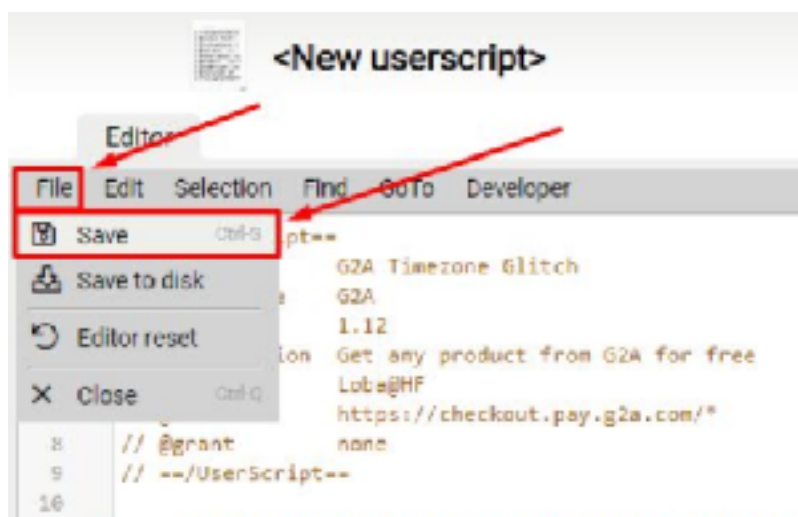 <New userscript>
Editor
File Edit Selection Find GoTo Developer
Save Ctrl-S pt==
G2A Timezone Glitch
Save to disk
e G2A
1.12
Editor reset
ion Get any product from G2A for free
Loba@HF
Close Ctrl-Q
https://checkout.pay.g2a.com/*
8 // @grant none
9 // ==/UserScript==
10